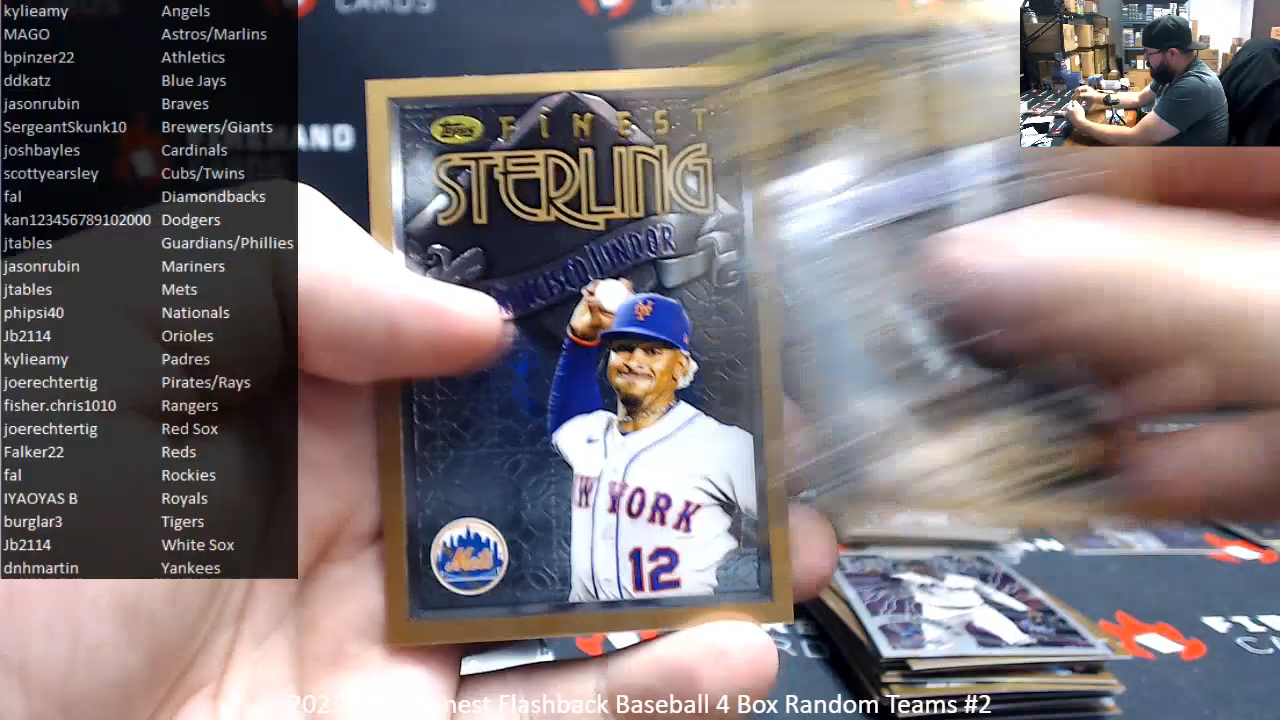 kylieamy Angels
MAGO Astros/Marlins
bpinzer22 Athletics
ddkatz Blue Jays
jasonrubin Braves
SergeantSkunk10 Brewers/Giants
joshbayles Cardinals
scottyearsley Cubs/Twins
fal Diamondbacks
kan123456789102000 Dodgers
jtables Guardians/Phillies
jasonrubin Mariners
jtables Mets
phipsi40 Nationals
Jb2114 Orioles
kylieamy Padres
joerechtertig Pirates/Rays
fisher.chris1010 Rangers
joerechtertig Red Sox
Falker22 Reds
fal Rockies
IYAOYAS B Royals
burglar3 Tigers
Jb2114 White Sox
dnhmartin Yankees
CARDS
Topps FINEST
STERLING
LINDOR
NEW YORK
12
Mets
Flashback Baseball 4 Box Random Teams #2